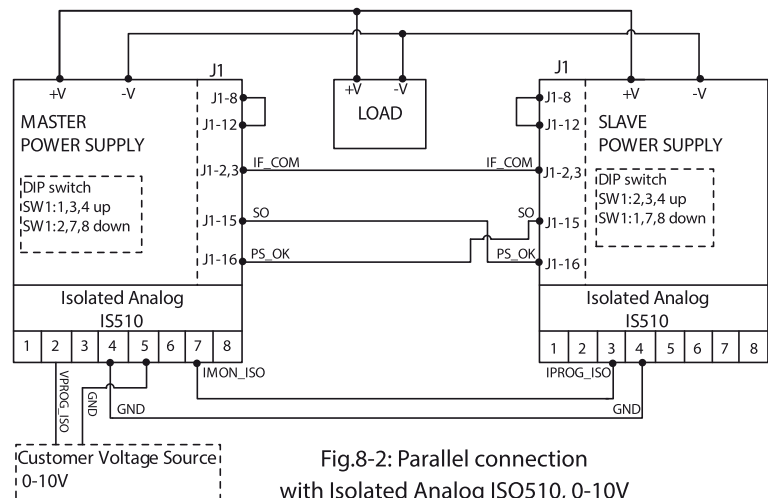 J1
J1
+V
-V
+V
-V
+V
-V
LOAD
MASTER
POWER SUPPLY
DIP switch
SW1:1,3,4 up
SW1:2,7,8 down
J1-8
J1-12
J1-2,3
J1-15
J1-16
IF_COM
SO
PS_OK
IF_COM
SO
PS_OK
J1-8
J1-12
J1-2,3
J1-15
J1-16
SLAVE
POWER SUPPLY
DIP switch
SW1:2,3,4 up
SW1:1,7,8 down
Isolated Analog
IS510
1 2 3 4 5 6 7 8
Isolated Analog
IS510
1 2 3 4 5 6 7 8
VPROG_ISO
GND
GND
IMON_ISO
IPROG_ISO
GND
Customer Voltage Source
0-10V
Fig.8-2: Parallel connection
with Isolated Analog ISO510, 0-10V